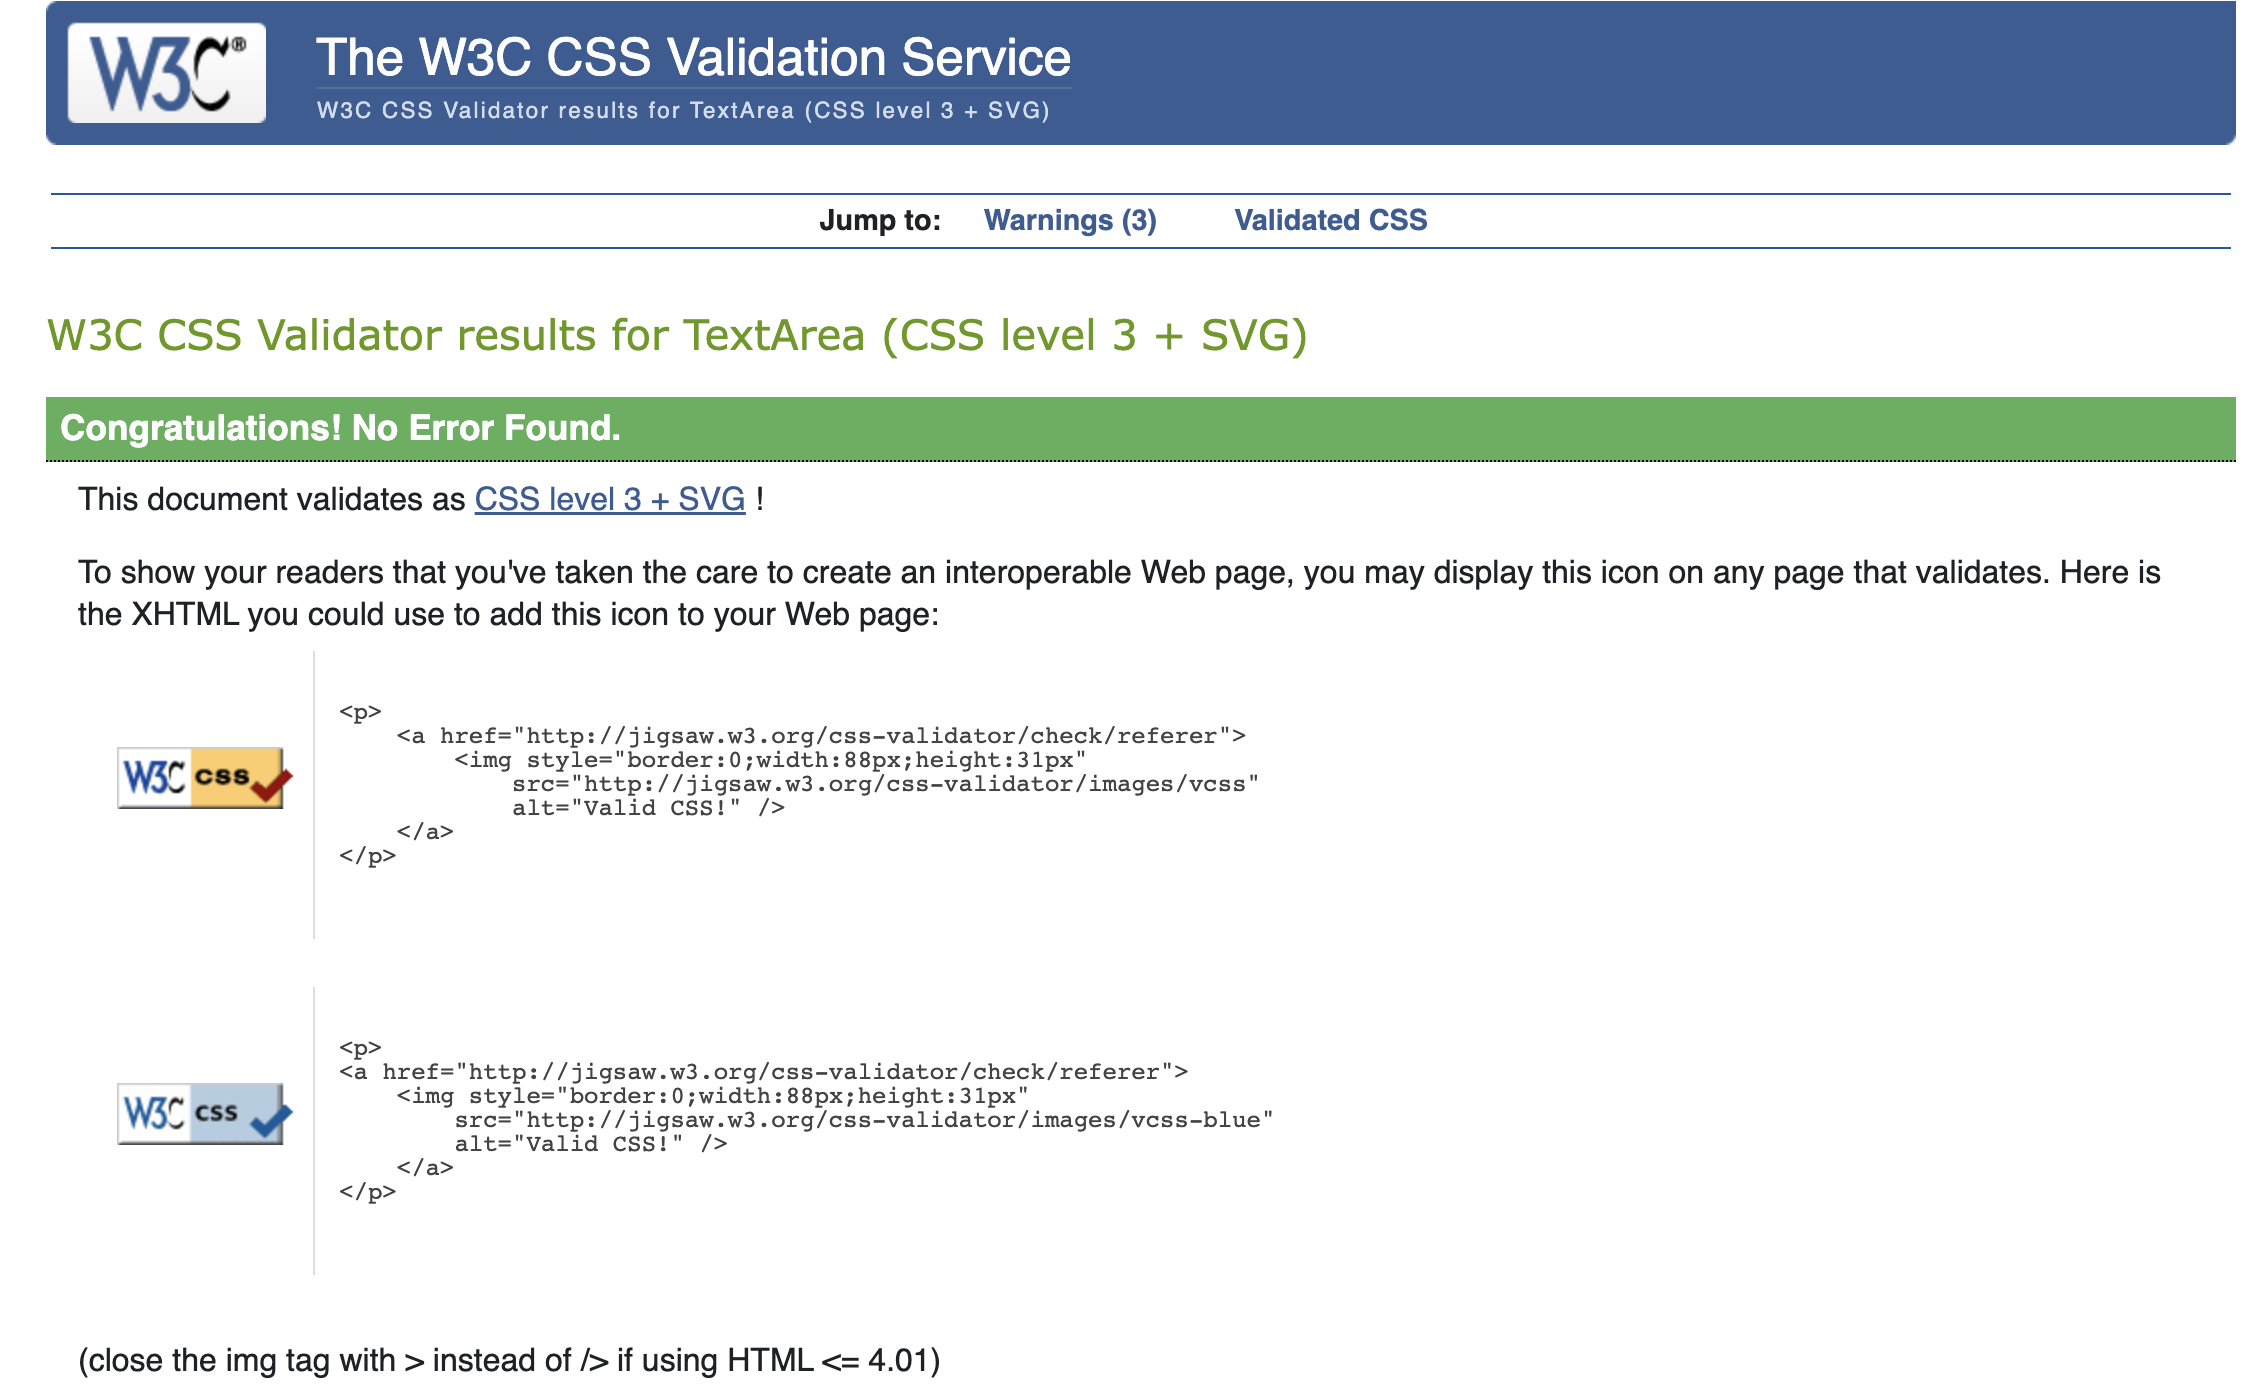 W3C®
The W3C CSS Validation Service
W3C CSS Validator results for TextArea (CSS level 3 + SVG)
Jump to: Warnings (3) Validated CSS
W3C CSS Validator results for TextArea (CSS level 3 + SVG)
Congratulations! No Error Found.
This document validates as CSS level 3 + SVG !
To show your readers that you've taken the care to create an interoperable Web page, you may display this icon on any page that validates. Here is
the XHTML you could use to add this icon to your Web page:
W3C css
<p>
    <a href="http://jigsaw.w3.org/css-validator/check/referer">
        <img style="border:0;width:88px;height:31px"
            src="http://jigsaw.w3.org/css-validator/images/vcss"
            alt="Valid CSS!" />
    </a>
</p>
W3C css
<p>
<a href="http://jigsaw.w3.org/css-validator/check/referer">
    <img style="border:0;width:88px;height:31px"
        src="http://jigsaw.w3.org/css-validator/images/vcss-blue"
        alt="Valid CSS!" />
    </a>
</p>
(close the img tag with > instead of /> if using HTML <= 4.01)